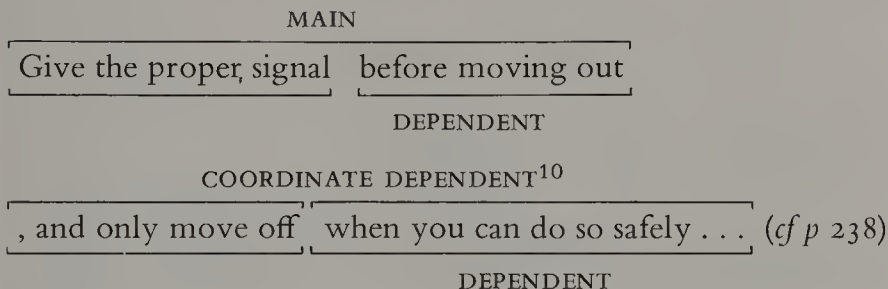 MAIN
Give the proper, signal before moving out
DEPENDENT
COORDINATE DEPENDENT¹⁰
, and only move off when you can do so safely . . . (cf p 238)
DEPENDENT